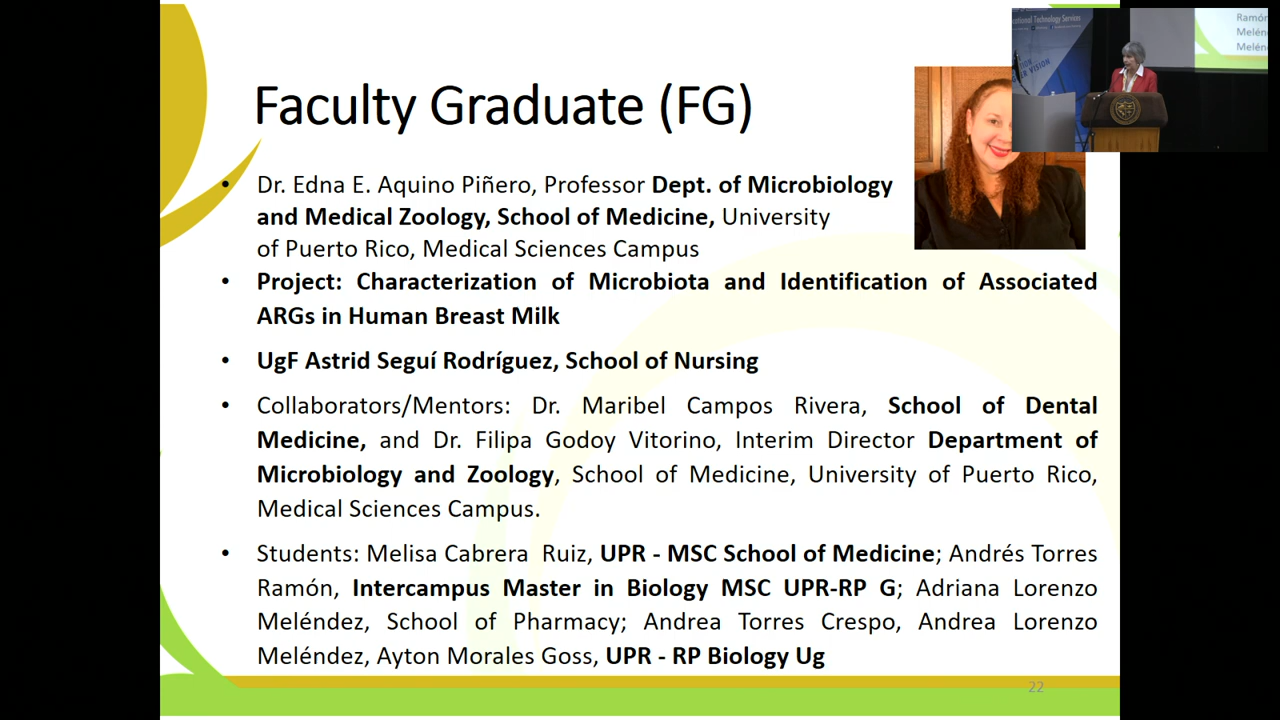 Faculty Graduate (FG)
• Dr. Edna E. Aquino Piñero, Professor Dept. of Microbiology
and Medical Zoology, School of Medicine, University
of Puerto Rico, Medical Sciences Campus
• Project: Characterization of Microbiota and Identification of Associated
ARGs in Human Breast Milk
• UgF Astrid Seguí Rodríguez, School of Nursing
• Collaborators/Mentors: Dr. Maribel Campos Rivera, School of Dental
Medicine, and Dr. Filipa Godoy Vitorino, Interim Director Department of
Microbiology and Zoology, School of Medicine, University of Puerto Rico,
Medical Sciences Campus.
• Students: Melisa Cabrera Ruiz, UPR - MSC School of Medicine; Andrés Torres
Ramón, Intercampus Master in Biology MSC UPR-RP G; Adriana Lorenzo
Meléndez, School of Pharmacy; Andrea Torres Crespo, Andrea Lorenzo
Meléndez, Ayton Morales Goss, UPR - RP Biology Ug
22
Technology Services
VISION
Ramón
Melén
Melén